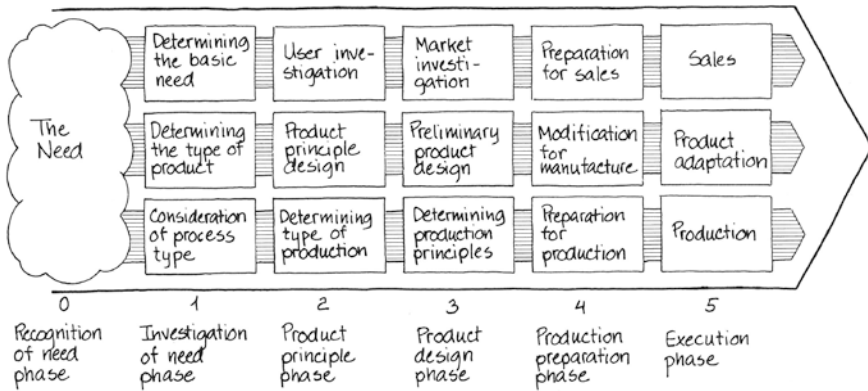 The
Need
Determining
the basic
need
User inve-
stigation
Market
investi-
gation
Preparation
for sales
Sales
Determining
the type of
product
Product
principle
design
Preliminary
product
design
Modification
for
manufacture
Product
adaptation
Consideration
of process
type
Determining
type of
production
Determining
production
principles
Preparation
for
production
Production
0
1
2
3
4
5
Recognition
of need
phase
Investigation
of need
phase
Product
principle phase
Product
design phase
Production
preparation phase
Execution
phase